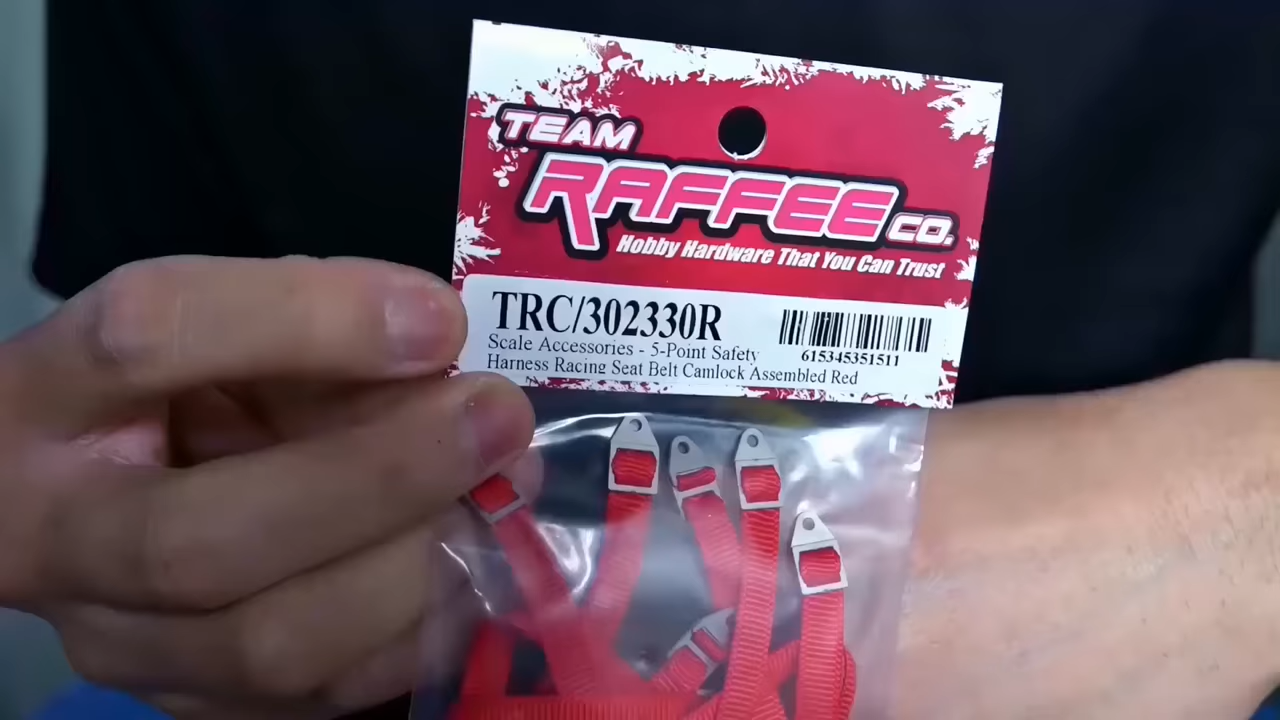 TEAM
RAFFEE CO.
Hobby Hardware That You Can Trust
TRC/302330R
615345351511
Scale Accessories - 5-Point Safety
Harness Racing Seat Belt Camlock Assembled Red